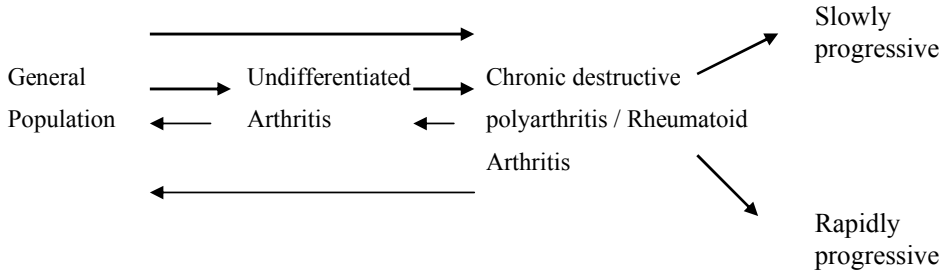 Slowly
progressive
General
Population
Undifferentiated
Arthritis
Chronic destructive
polyarthritis / Rheumatoid
Arthritis
Rapidly
progressive